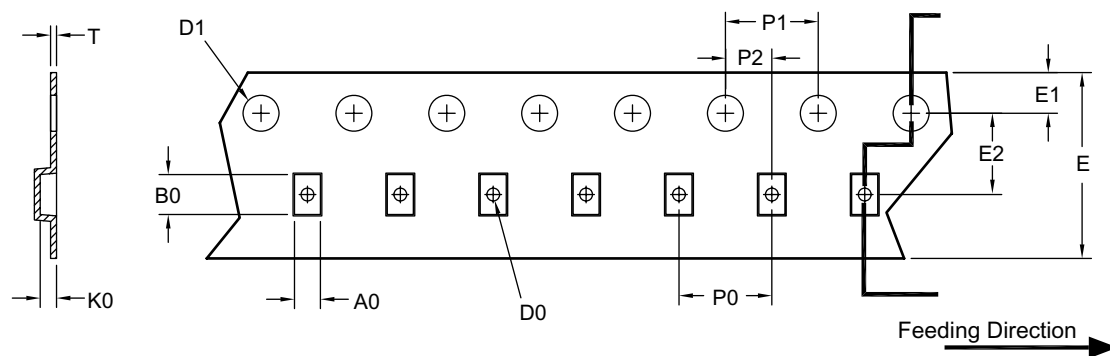 T
D1
P1
P2
E1
E2
E
B0
K0
A0
D0
P0
Feeding Direction